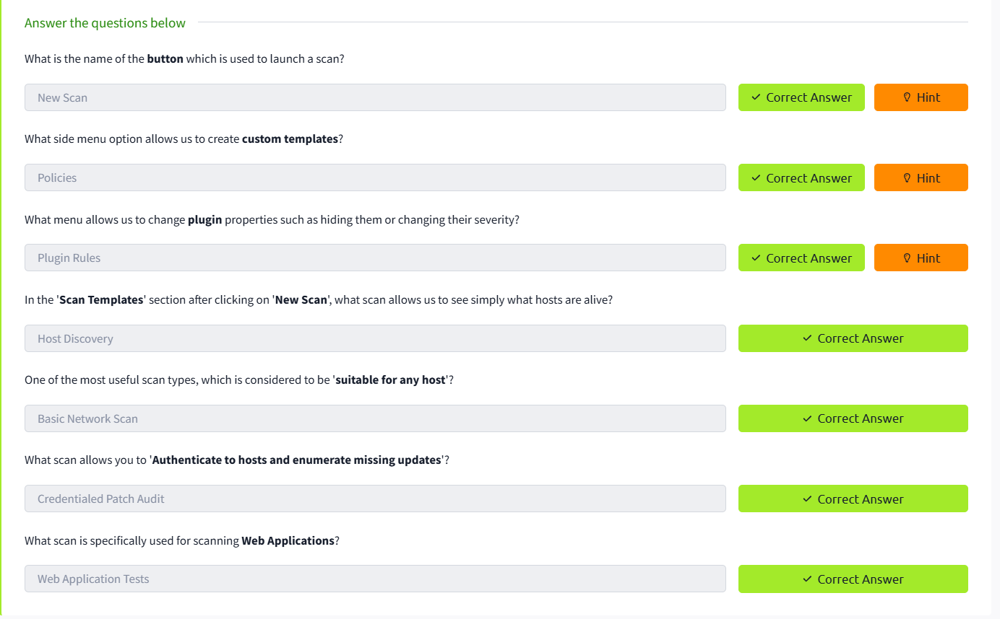 Answer the questions below
What is the name of the button which is used to launch a scan?
New Scan
Correct Answer
Hint
What side menu option allows us to create custom templates?
Policies
Correct Answer
Hint
What menu allows us to change plugin properties such as hiding them or changing their severity?
Plugin Rules
Correct Answer
Hint
In the 'Scan Templates' section after clicking on 'New Scan', what scan allows us to see simply what hosts are alive?
Host Discovery
Correct Answer
One of the most useful scan types, which is considered to be 'suitable for any host'?
Basic Network Scan
Correct Answer
What scan allows you to 'Authenticate to hosts and enumerate missing updates'?
Credentialed Patch Audit
Correct Answer
What scan is specifically used for scanning Web Applications?
Web Application Tests
Correct Answer